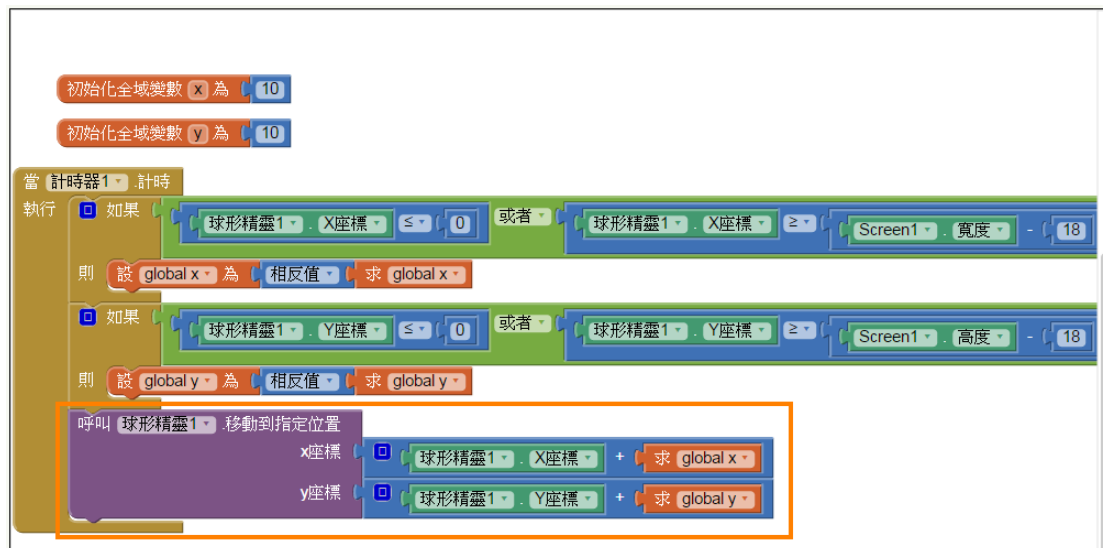 初始化全域變數 x 為 10
初始化全域變數 y 為 10
當 計時器1 .計時
執行 如果 球形精靈1 . X座標 ≤ 0 或者 球形精靈1 . X座標 ≥ Screen1 . 寬度 - 18
則 設 global x 為 相反值 求 global x
如果 球形精靈1 . Y座標 ≤ 0 或者 球形精靈1 . Y座標 ≥ Screen1 . 高度 - 18
則 設 global y 為 相反值 求 global y
呼叫 球形精靈1 .移動到指定位置
x座標 球形精靈1 . X座標 + 求 global x
y座標 球形精靈1 . Y座標 + 求 global y